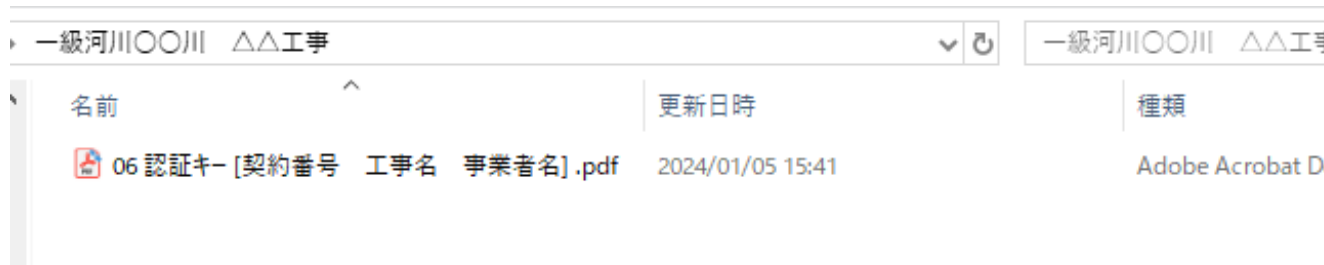 一級河川〇〇川　△△工事 一級河川〇〇川　△△工事
名前 更新日時 種類
06 認証キー [契約番号　工事名　事業者名] .pdf 2024/01/05 15:41 Adobe Acrobat D